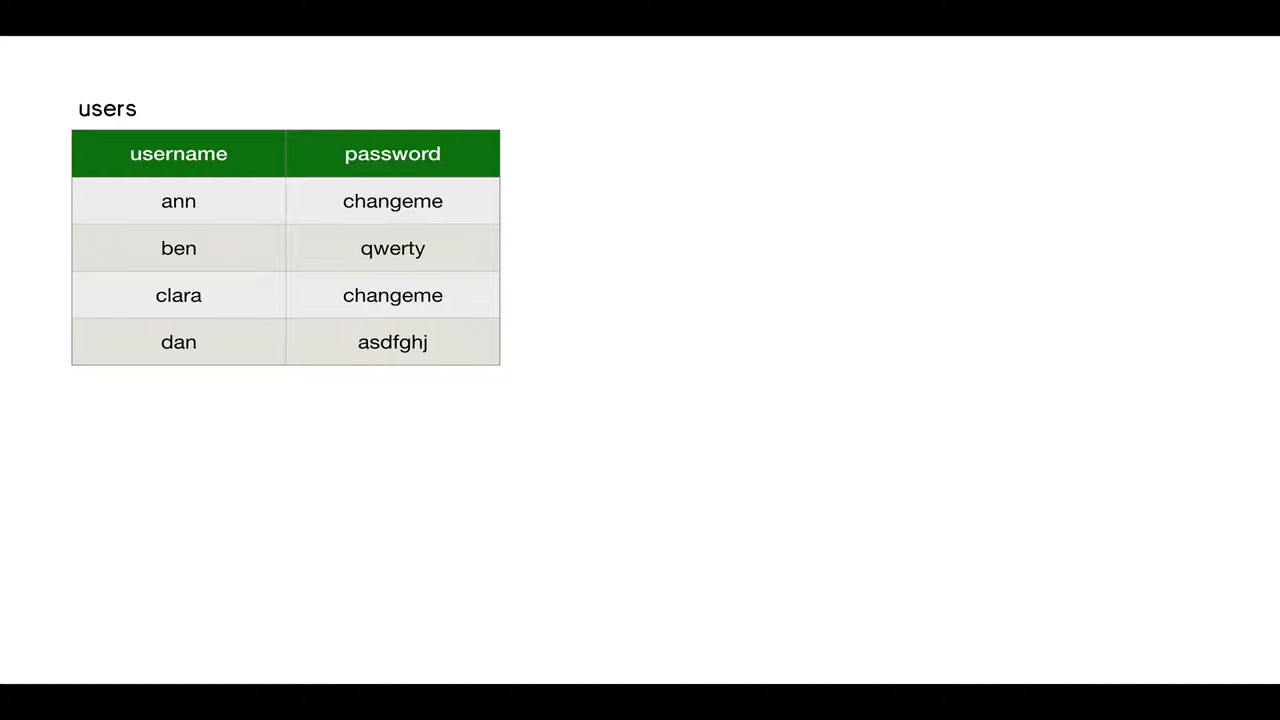 users
username password
ann changeme
ben qwerty
clara changeme
dan asdfghj